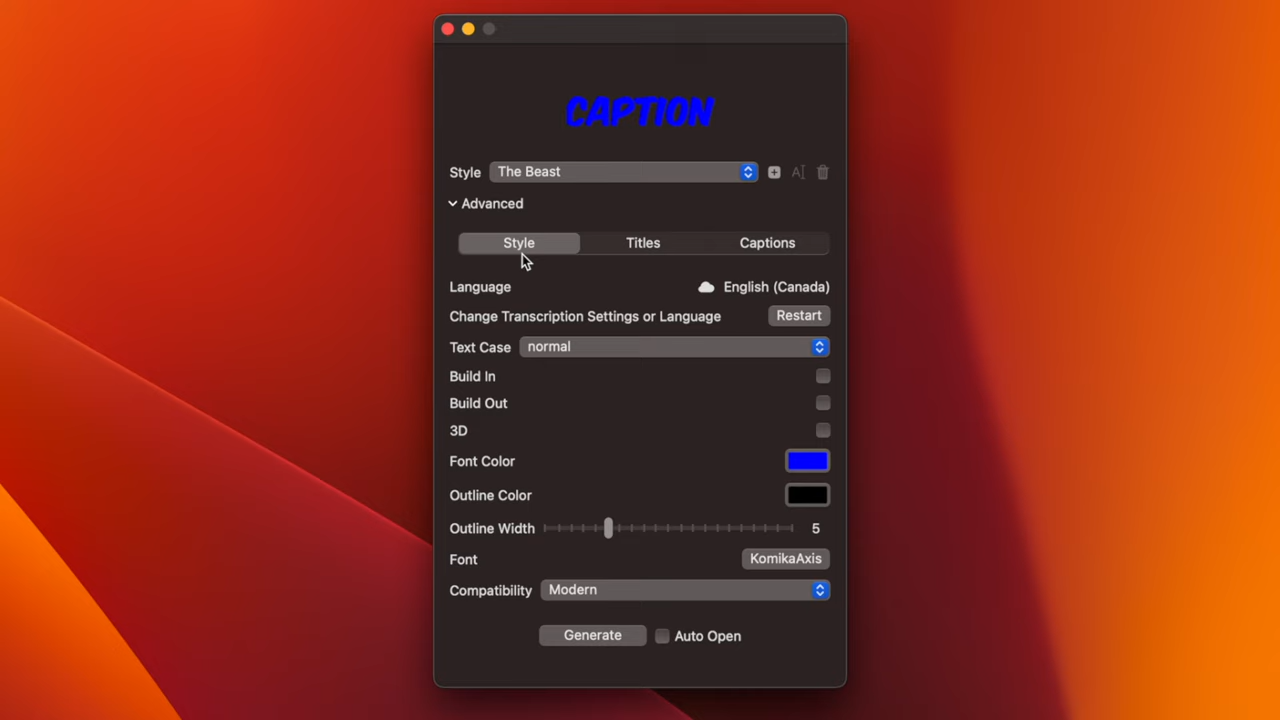 CAPTION
Style The Beast
Advanced
Style Titles Captions
Language English (Canada)
Change Transcription Settings or Language Restart
Text Case normal
Build In
Build Out
3D
Font Color
Outline Color
Outline Width 5
Font KomikaAxis
Compatibility Modern
Generate Auto Open